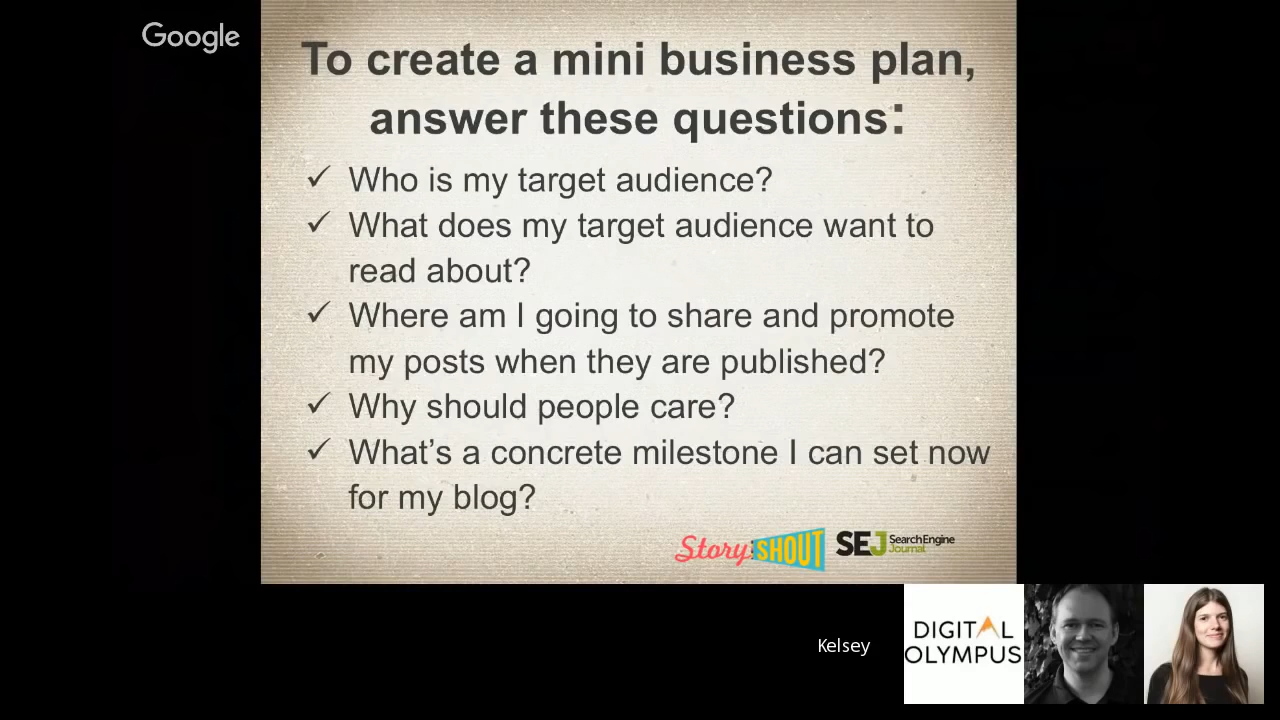 Google
To create a mini business plan,
answer these questions:
✓ Who is my target audience?
✓ What does my target audience want to
read about?
✓ Where am I going to share and promote
my posts when they are published?
✓ Why should people care?
✓ What’s a concrete milestone I can set now
for my blog?
Story SHOUT
SEJ Search Engine
Journal
Kelsey
DIGITAL
OLYMPUS